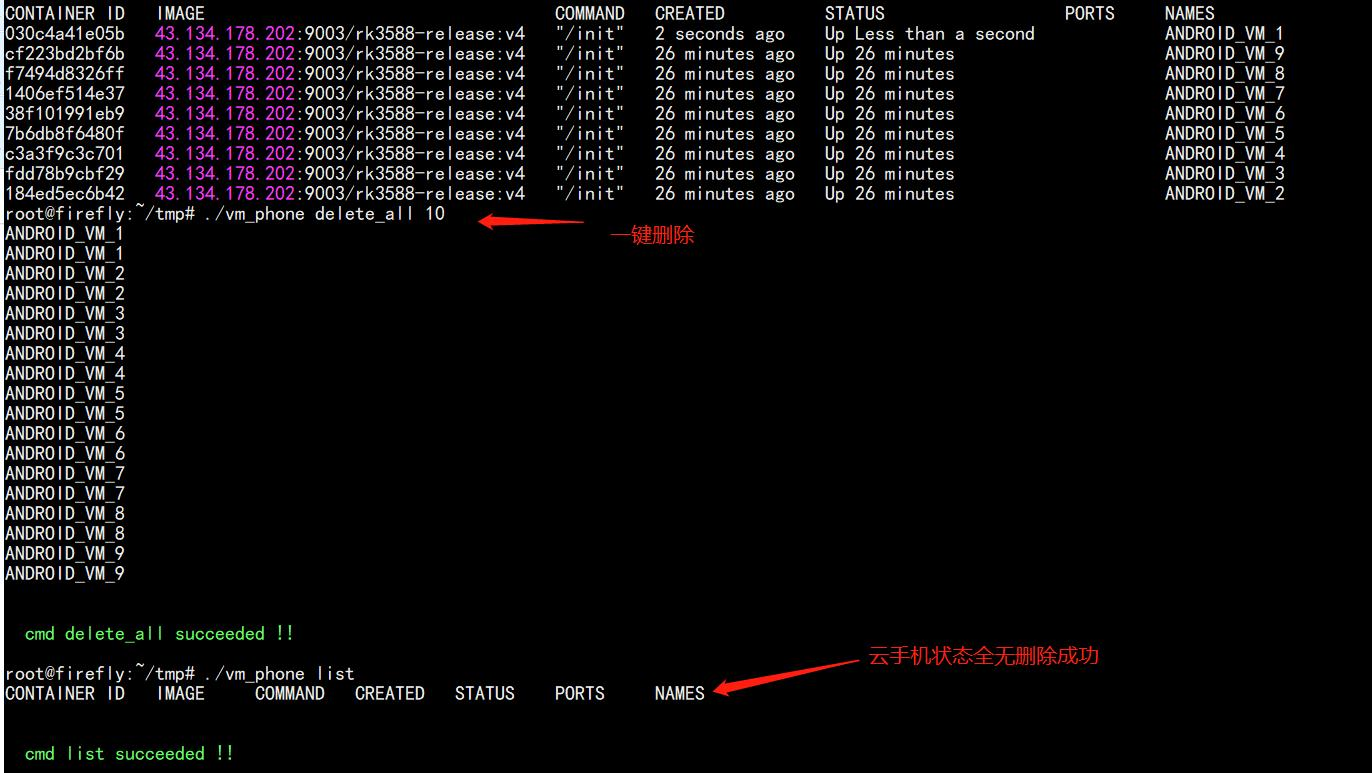 CONTAINER ID   IMAGE                                   COMMAND   CREATED          STATUS                  PORTS     NAMES
030c4a41e05b   43.134.178.202:9003/rk3588-release:v4   "/init"   2 seconds ago    Up Less than a second             ANDROID_VM_1
cf223bd2bf6b   43.134.178.202:9003/rk3588-release:v4   "/init"   26 minutes ago   Up 26 minutes                     ANDROID_VM_9
f7494d8326ff   43.134.178.202:9003/rk3588-release:v4   "/init"   26 minutes ago   Up 26 minutes                     ANDROID_VM_8
1406ef514e37   43.134.178.202:9003/rk3588-release:v4   "/init"   26 minutes ago   Up 26 minutes                     ANDROID_VM_7
38f101991eb9   43.134.178.202:9003/rk3588-release:v4   "/init"   26 minutes ago   Up 26 minutes                     ANDROID_VM_6
7b6db8f6480f   43.134.178.202:9003/rk3588-release:v4   "/init"   26 minutes ago   Up 26 minutes                     ANDROID_VM_5
c3a3f9c3c701   43.134.178.202:9003/rk3588-release:v4   "/init"   26 minutes ago   Up 26 minutes                     ANDROID_VM_4
fdd78b9cbf29   43.134.178.202:9003/rk3588-release:v4   "/init"   26 minutes ago   Up 26 minutes                     ANDROID_VM_3
184ed5ec6b42   43.134.178.202:9003/rk3588-release:v4   "/init"   26 minutes ago   Up 26 minutes                     ANDROID_VM_2
root@firefly:~/tmp# ./vm_phone delete_all 10
一键删除
ANDROID_VM_1
ANDROID_VM_1
ANDROID_VM_2
ANDROID_VM_2
ANDROID_VM_3
ANDROID_VM_3
ANDROID_VM_4
ANDROID_VM_4
ANDROID_VM_5
ANDROID_VM_5
ANDROID_VM_6
ANDROID_VM_6
ANDROID_VM_7
ANDROID_VM_7
ANDROID_VM_8
ANDROID_VM_8
ANDROID_VM_9
ANDROID_VM_9
cmd delete_all succeeded !!
云手机状态全无删除成功
root@firefly:~/tmp# ./vm_phone list
CONTAINER ID   IMAGE     COMMAND   CREATED   STATUS    PORTS     NAMES
cmd list succeeded !!